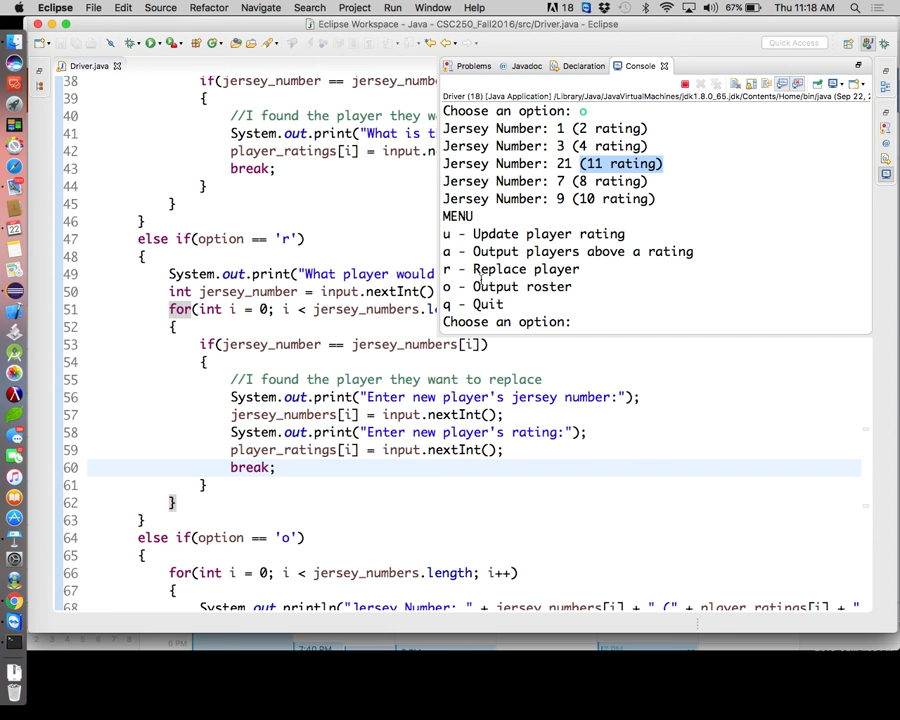 Eclipse File Edit Source Refactor Navigate Search Project Run Window Help 18 67% Thu 11:18 AM
Eclipse Workspace - Java - CSC250_Fall2016/src/Driver.java - Eclipse
Quick Access
Driver.java
Problems Javadoc Declaration Console
Driver (18) [Java Application] /Library/Java/JavaVirtualMachines/jdk1.8.0_65.jdk/Contents/Home/bin/java (Sep 22, 2
Choose an option: o
Jersey Number: 1 (2 rating)
Jersey Number: 3 (4 rating)
Jersey Number: 21 (11 rating)
Jersey Number: 7 (8 rating)
Jersey Number: 9 (10 rating)
MENU
u - Update player rating
a - Output players above a rating
r - Replace player
o - Output roster
q - Quit
Choose an option:
38 if(jersey_number == jersey_numb
39 {
40 //I found the player they w
41 System.out.print("What is t
42 player_ratings[i] = input.n
43 break;
44 }
45 }
46 }
47 else if(option == 'r')
48 {
49 System.out.print("What player would
50 int jersey_number = input.nextInt()
51 for(int i = 0; i < jersey_numbers.le
52 {
53 if(jersey_number == jersey_numbers[i])
54 {
55 //I found the player they want to replace
56 System.out.print("Enter new player's jersey number:");
57 jersey_numbers[i] = input.nextInt();
58 System.out.print("Enter new player's rating:");
59 player_ratings[i] = input.nextInt();
60 break;
61 }
62 }
63 }
64 else if(option == 'o')
65 {
66 for(int i = 0; i < jersey_numbers.length; i++)
67 {
68 System.out.println("Jersey Number: " + jersey_numbers[i] + " (" + player_ratings[i] + "